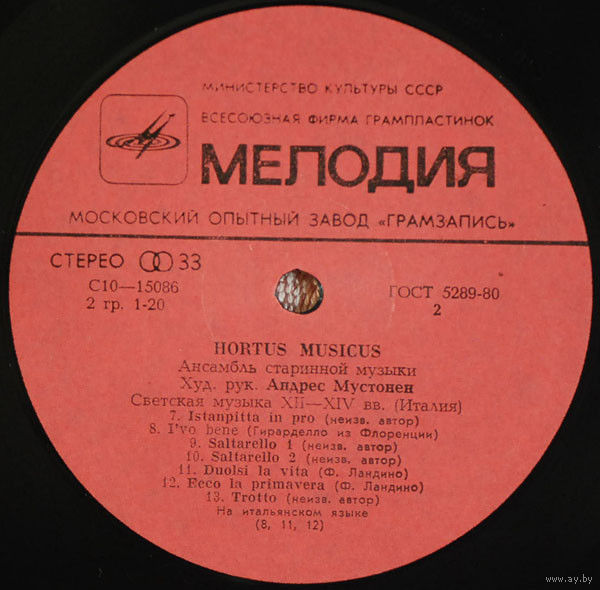 МИНИСТЕРСТВО КУЛЬТУРЫ СССР
ВСЕСОЮЗНАЯ ФИРМА ГРАМПЛАСТИНОК
МЕЛОДИЯ
МОСКОВСКИЙ ОПЫТНЫЙ ЗАВОД «ГРАМЗАПИСЬ»
СТЕРЕО 33
С10—15086
2 гр. 1-20
ГОСТ 5289-80
2
HORTUS MUSICUS
Ансамбль старинной музыки
Худ. рук. Андрес Мустонен
Светская музыка XII—XIV вв. (Италия)
7. Istanpitta in pro (неизв. автор)
8. I'vo bene (Гирарделло из Флоренции)
9. Saltarello 1 (неизв. автор)
10. Saltarello 2 (неизв. автор)
11. Duolsi la vita (Ф. Ландино)
12. Ecco la primavera (Ф. Ландино)
13. Trotto (неизв. автор)
На итальянском языке
(8, 11, 12)
www.ay.by